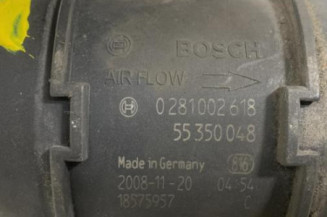 BOSCH
AIR FLOW
0 281 002 618
55 350 048
Made in Germany
2008-11-20 04 54
18575957 C